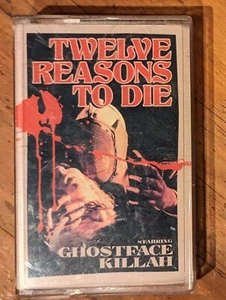 TWELVE
REASONS
TO DIE
STARRING
GHOSTFACE
KILLAH